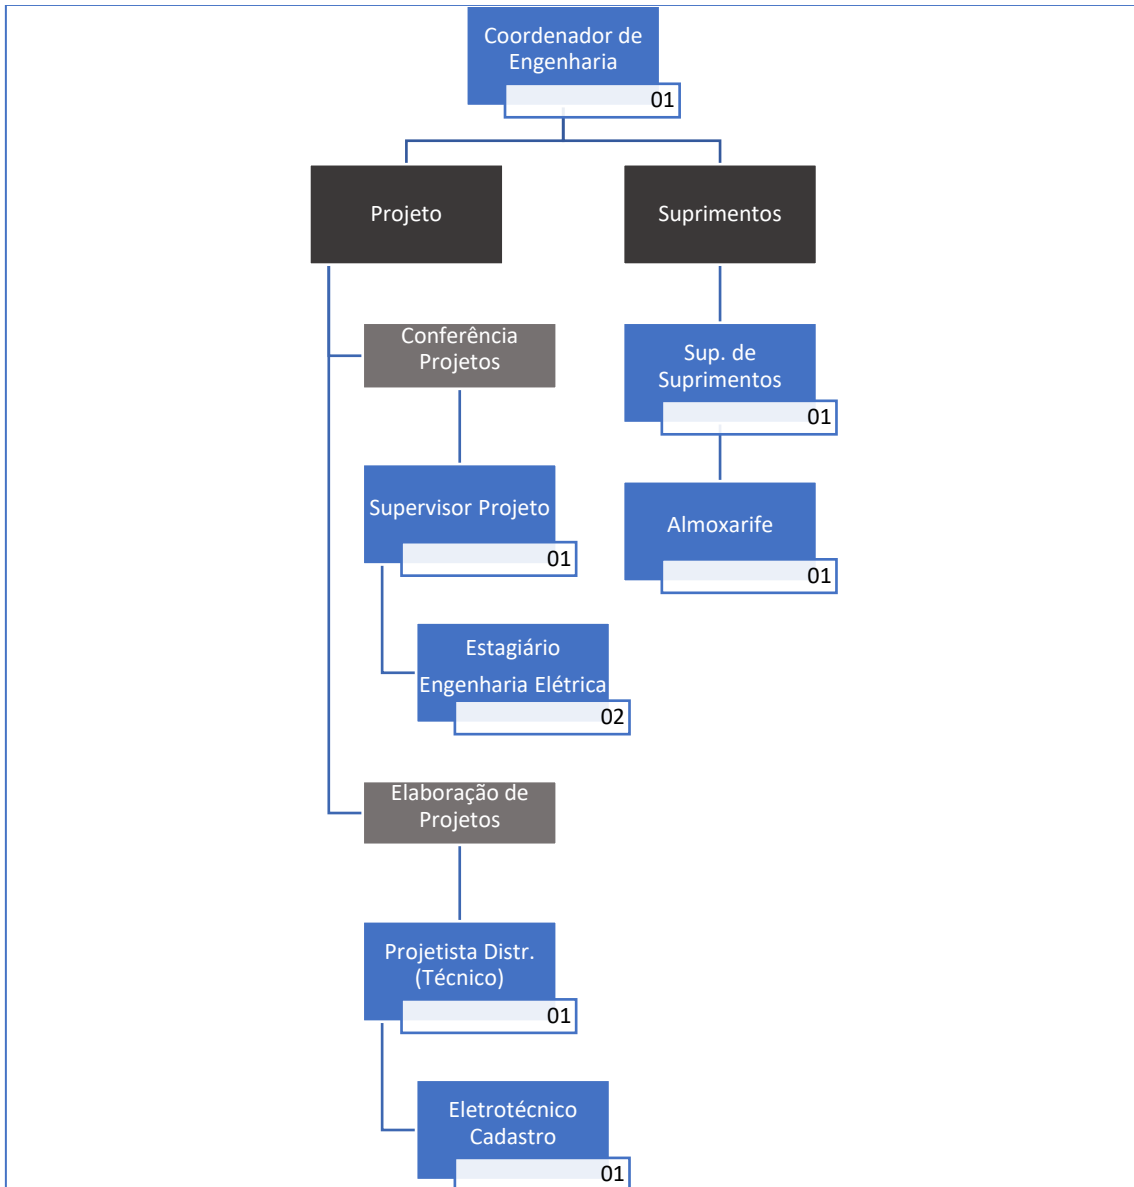 Coordenador de
Engenharia
01
Projeto
Suprimentos
Conferência
Projetos
Sup. de
Suprimentos
01
Supervisor Projeto
01
Almoxarife
01
Estagiário
Engenharia Elétrica
02
Elaboração de
Projetos
Projetista Distr.
(Técnico)
01
Eletrotécnico
Cadastro
01